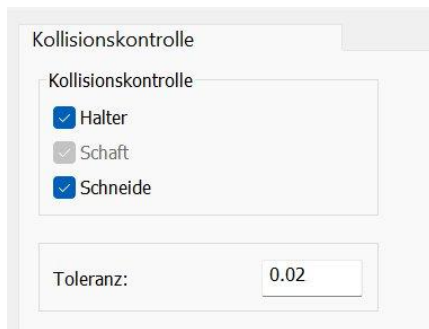 Kollisionskontrolle
Kollisionskontrolle
Halter
Schaft
Schneide
Toleranz: 0.02